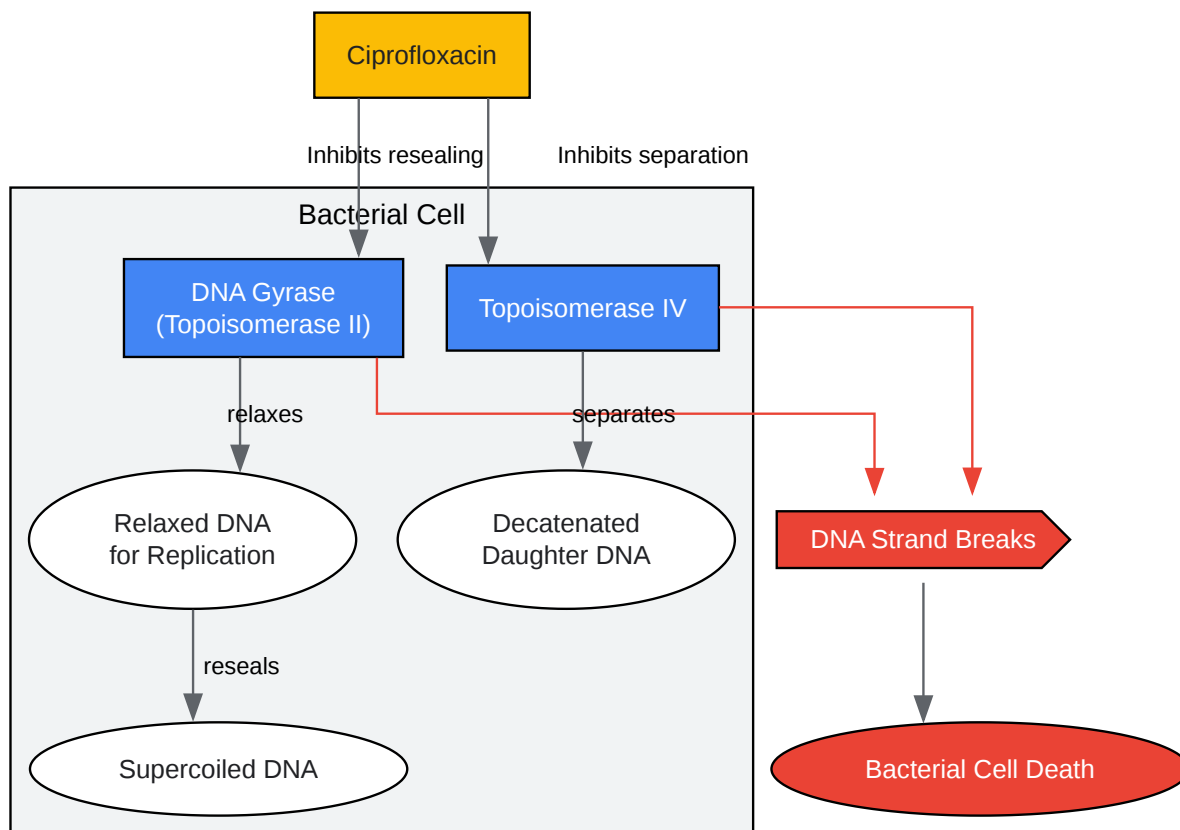 Ciprofloxacin
Inhibits resealing
Inhibits separation
Bacterial Cell
DNA Gyrase
(Topoisomerase II)
Topoisomerase IV
relaxes
separates
Relaxed DNA
for Replication
Decatenated
Daughter DNA
DNA Strand Breaks
reseals
Supercoiled DNA
Bacterial Cell Death